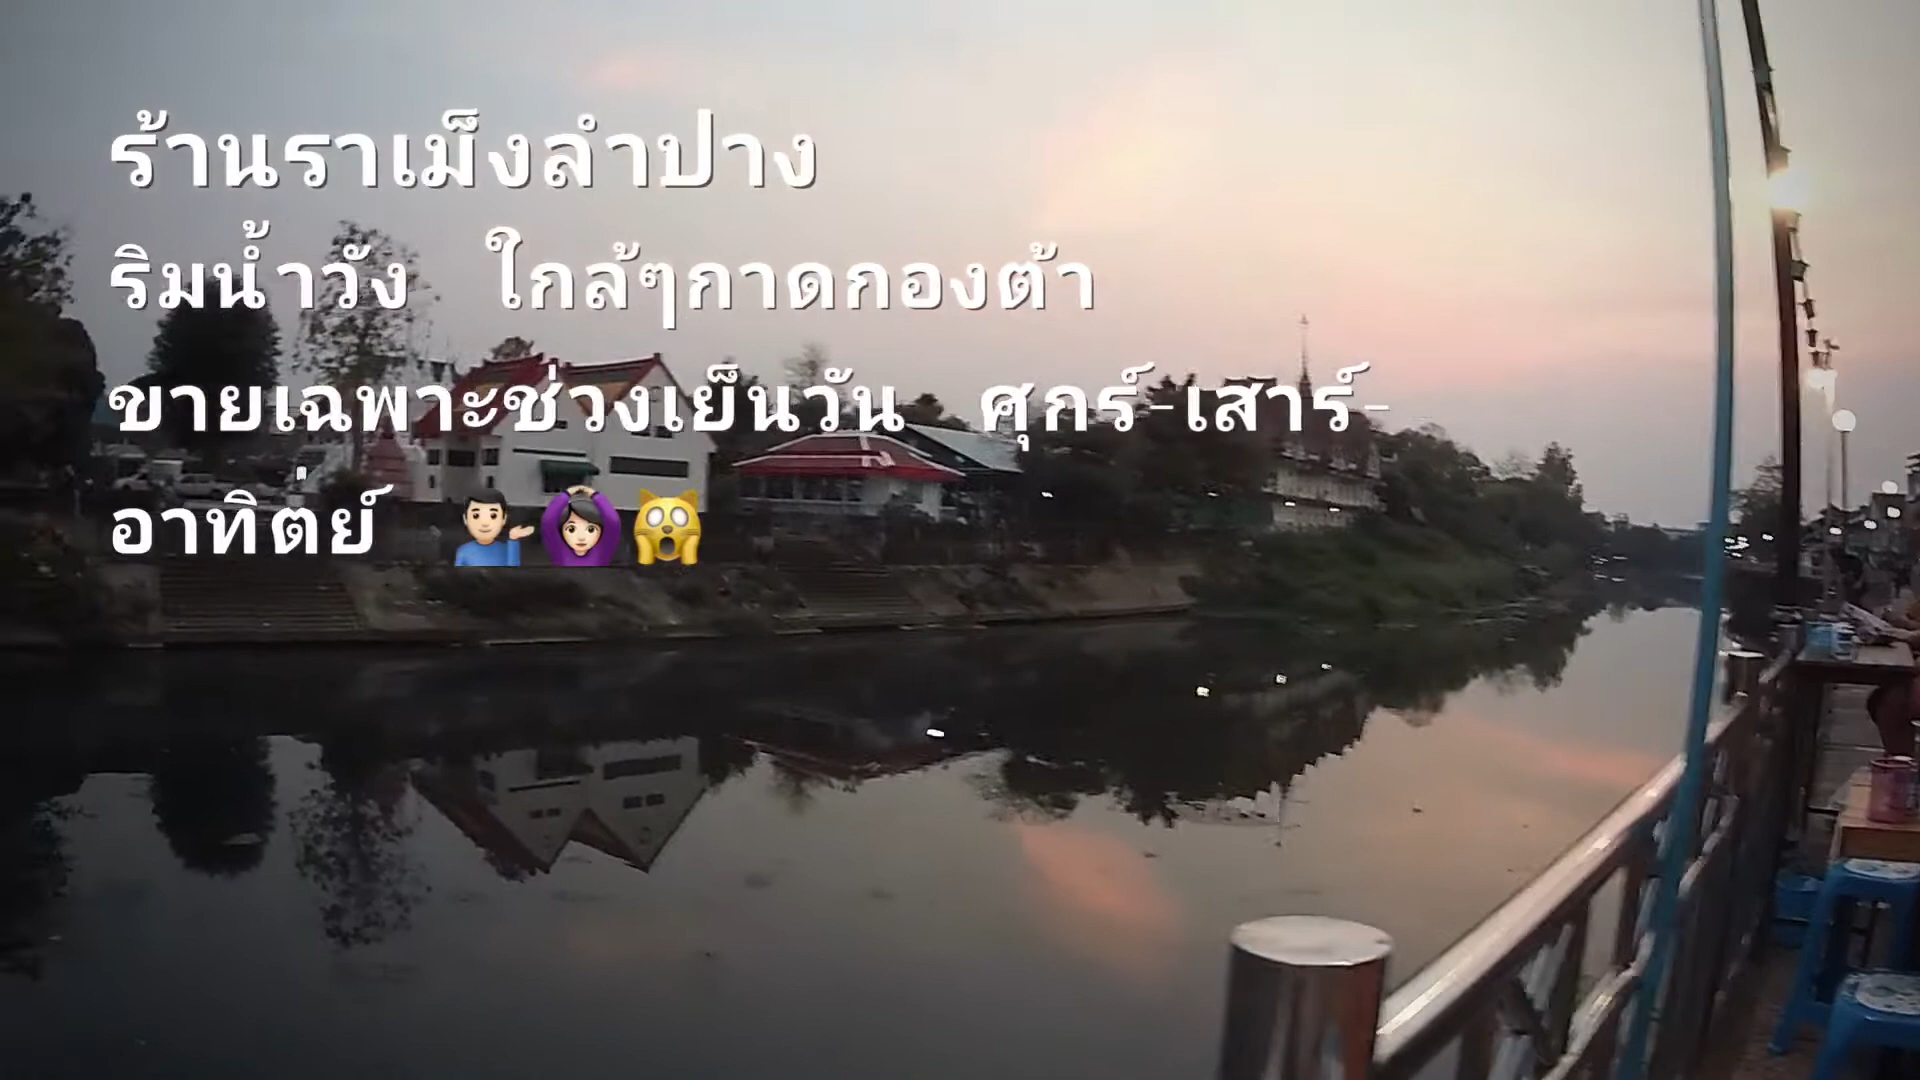 ร้านราเม็งลำปาง
ริมน้ำวัง ใกล้ๆกาดกองต้า
ขายเฉพาะช่วงเย็นวัน ศุกร์-เสาร์-
อาทิต่ย์ 💁🏻‍♂️🙆🏻‍♀️🙀